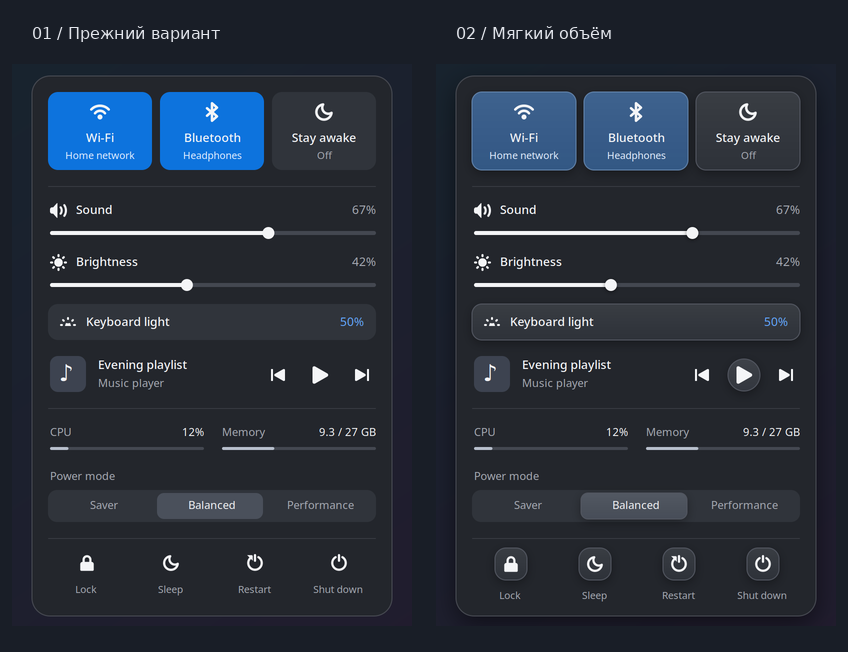 01 / Прежний вариант
Wi-Fi
Home network
Bluetooth
Headphones
Stay awake
Off
Sound
67%
Brightness
42%
Keyboard light
50%
Evening playlist
Music player
CPU
12%
Memory
9.3 / 27 GB
Power mode
Saver
Balanced
Performance
Lock
Sleep
Restart
Shut down
02 / Мягкий объём
Wi-Fi
Home network
Bluetooth
Headphones
Stay awake
Off
Sound
67%
Brightness
42%
Keyboard light
50%
Evening playlist
Music player
CPU
12%
Memory
9.3 / 27 GB
Power mode
Saver
Balanced
Performance
Lock
Sleep
Restart
Shut down